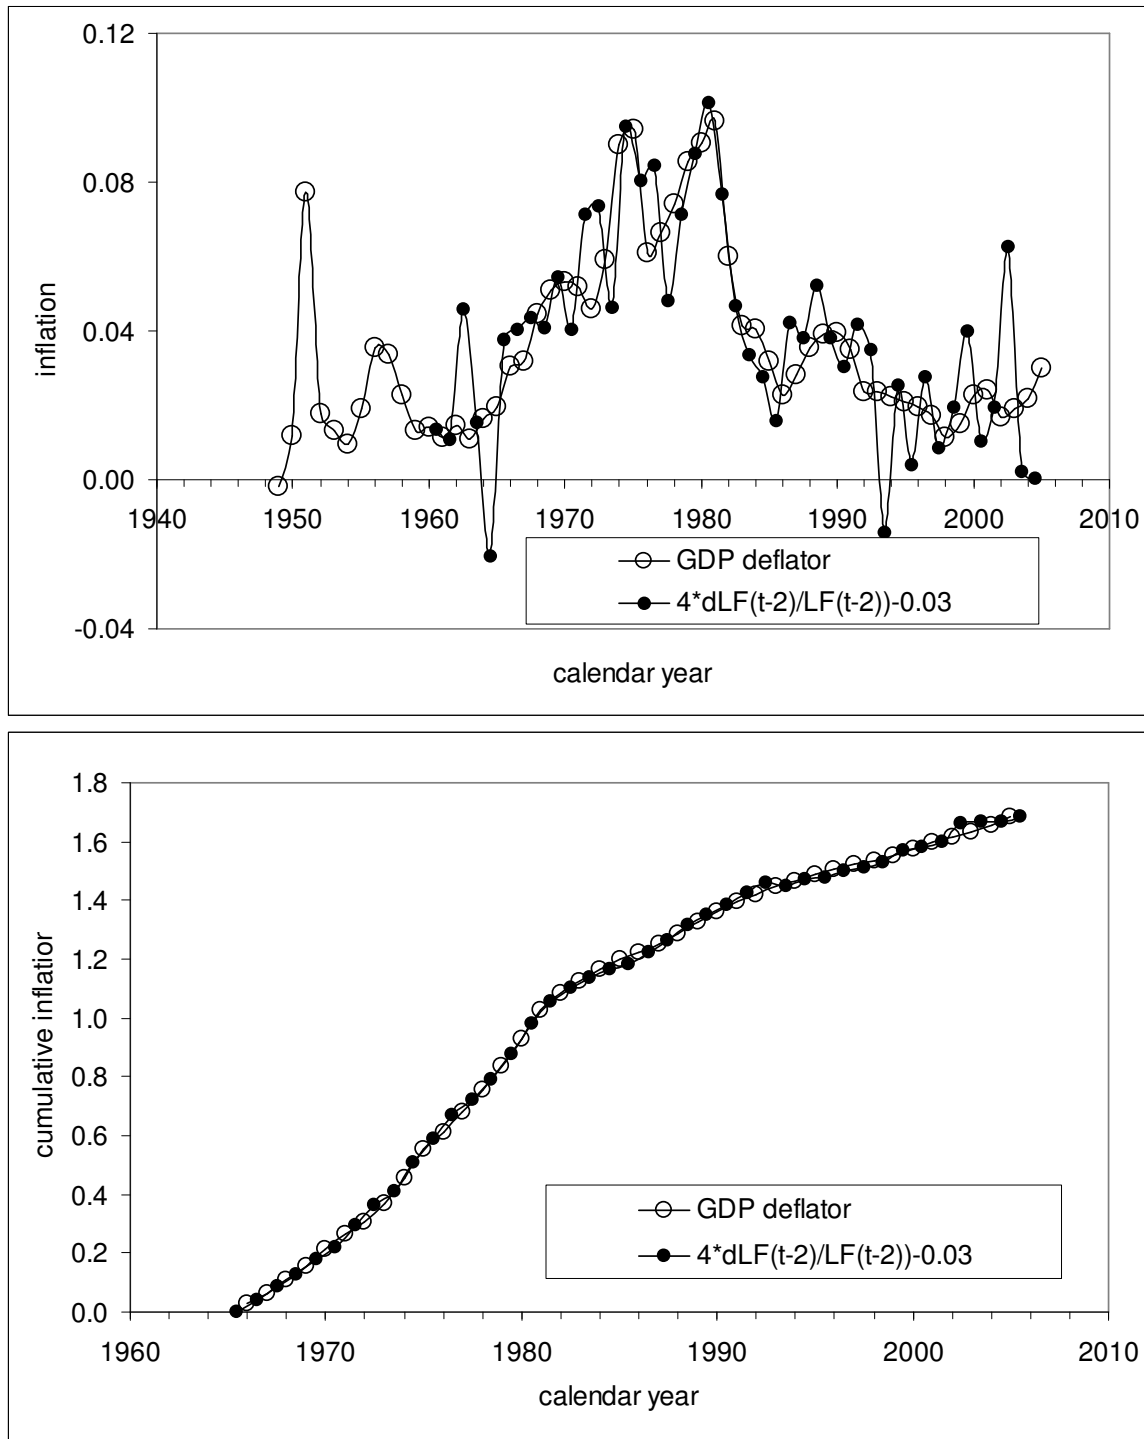 0.12
0.08
0.04
0.00
-0.04
inflation
1940 1950 1960 1970 1980 1990 2000 2010
GDP deflator
4*dLF(t-2)/LF(t-2))-0.03
calendar year
1.8
1.6
1.4
1.2
1.0
0.8
0.6
0.4
0.2
0.0
cumulative inflatior
1960 1970 1980 1990 2000 2010
GDP deflator
4*dLF(t-2)/LF(t-2))-0.03
calendar year